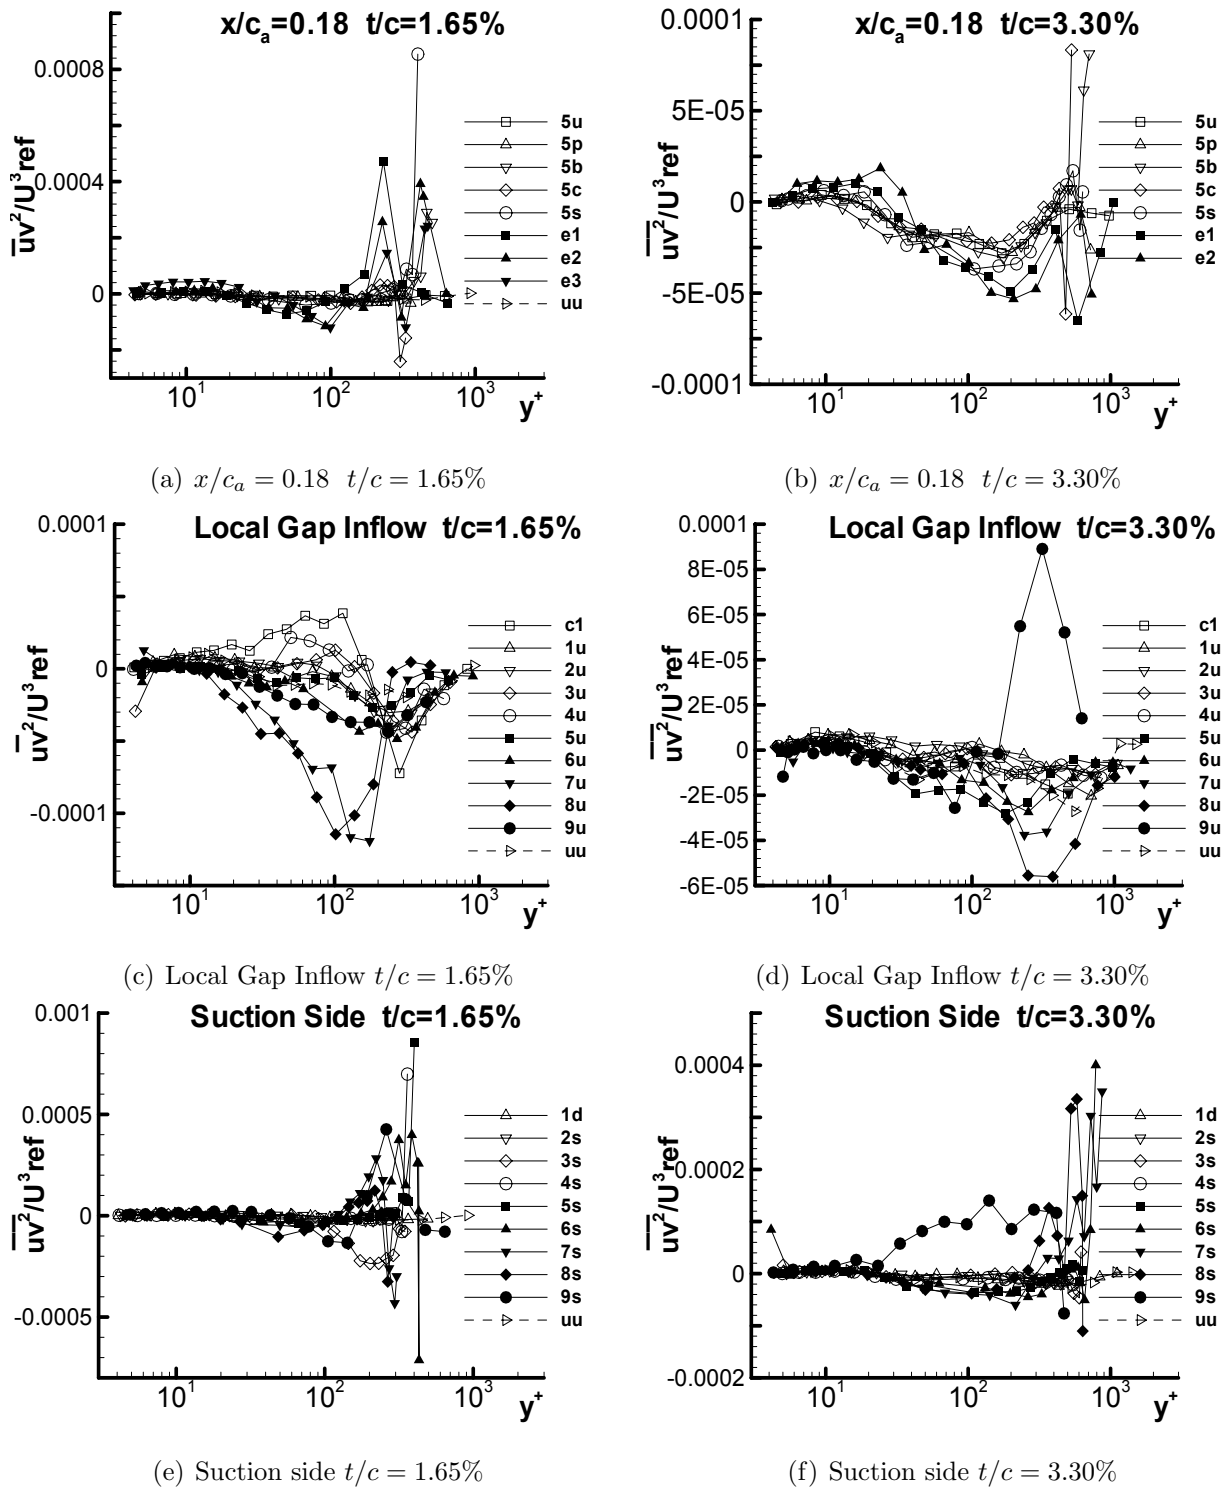 x/ca=0.18 t/c=1.65%
0.0008
0.0004
0
uv²/U³ref
10¹ 10² 10³
y⁺
5u
5p
5b
5c
5s
e1
e2
e3
uu
(a) x/ca = 0.18 t/c = 1.65%
x/ca=0.18 t/c=3.30%
0.0001
5E-05
0
-5E-05
-0.0001
uv²/U³ref
10¹ 10² 10³
y⁺
5u
5p
5b
5c
5s
e1
e2
(b) x/ca = 0.18 t/c = 3.30%
Local Gap Inflow t/c=1.65%
0.0001
0
-0.0001
uv²/U³ref
10¹ 10² 10³
y⁺
c1
1u
2u
3u
4u
5u
6u
7u
8u
9u
uu
(c) Local Gap Inflow t/c = 1.65%
Local Gap Inflow t/c=3.30%
0.0001
8E-05
6E-05
4E-05
2E-05
0
-2E-05
-4E-05
-6E-05
uv²/U³ref
10¹ 10² 10³
y⁺
c1
1u
2u
3u
4u
5u
6u
7u
8u
9u
uu
(d) Local Gap Inflow t/c = 3.30%
Suction Side t/c=1.65%
0.001
0.0005
0
-0.0005
uv²/U³ref
10¹ 10² 10³
y⁺
1d
2s
3s
4s
5s
6s
7s
8s
9s
uu
(e) Suction side t/c = 1.65%
Suction Side t/c=3.30%
0.0004
0.0002
0
-0.0002
uv²/U³ref
10¹ 10² 10³
y⁺
1d
2s
3s
4s
5s
6s
7s
8s
9s
uu
(f) Suction side t/c = 3.30%